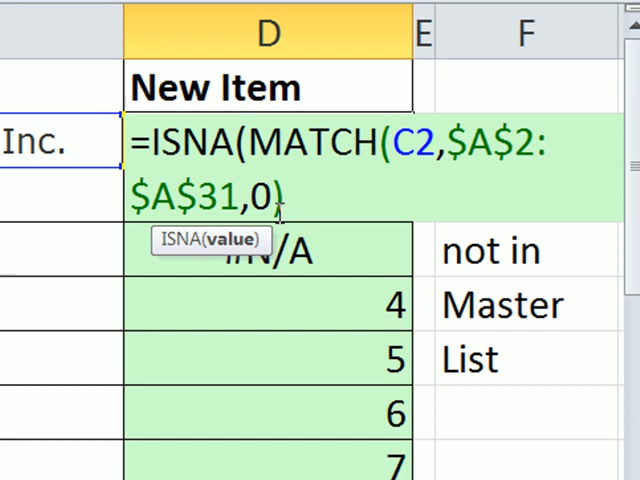 D E F
New Item
Inc. =ISNA(MATCH(C2,$A$2:
$A$31,0)
ISNA(value)
#N/A not in
4 Master
5 List
6
7